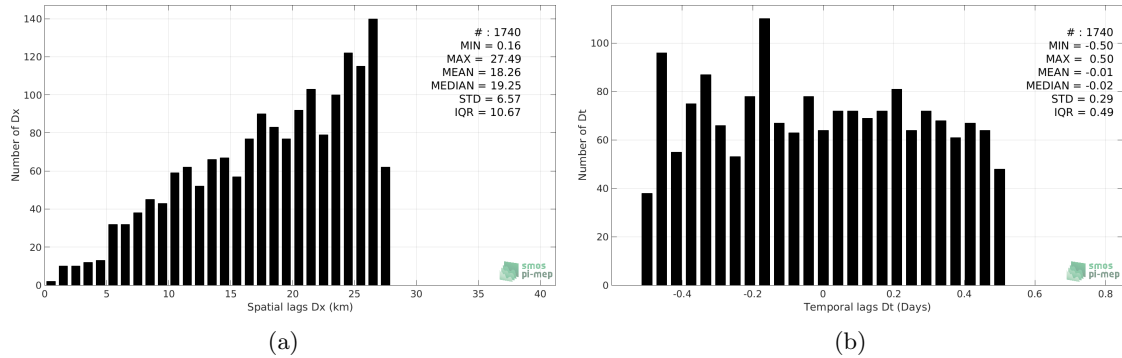 140
120
100
80
60
40
20
0
Number of Dx
# : 1740
MIN = 0.16
MAX = 27.49
MEAN = 18.26
MEDIAN = 19.25
STD = 6.57
IQR = 10.67
smos
pi-mep
0 5 10 15 20 25 30 35 40
Spatial lags Dx (km)
(a)
100
80
60
40
20
0
Number of Dt
# : 1740
MIN = -0.50
MAX = 0.50
MEAN = -0.01
MEDIAN = -0.02
STD = 0.29
IQR = 0.49
smos
pi-mep
-0.4 -0.2 0 0.2 0.4 0.6 0.8
Temporal lags Dt (Days)
(b)